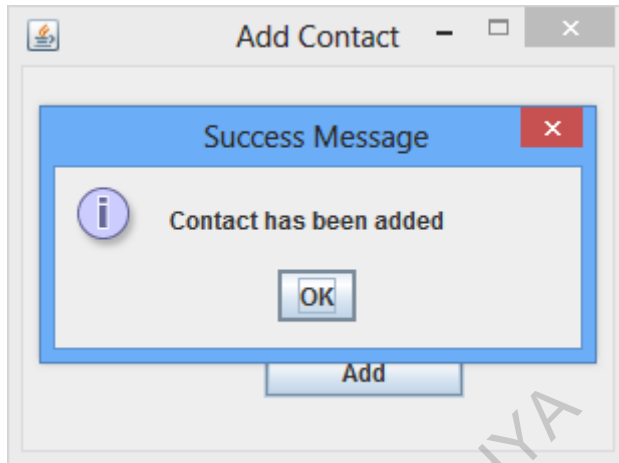 Add Contact
Success Message
Contact has been added
OK
Add